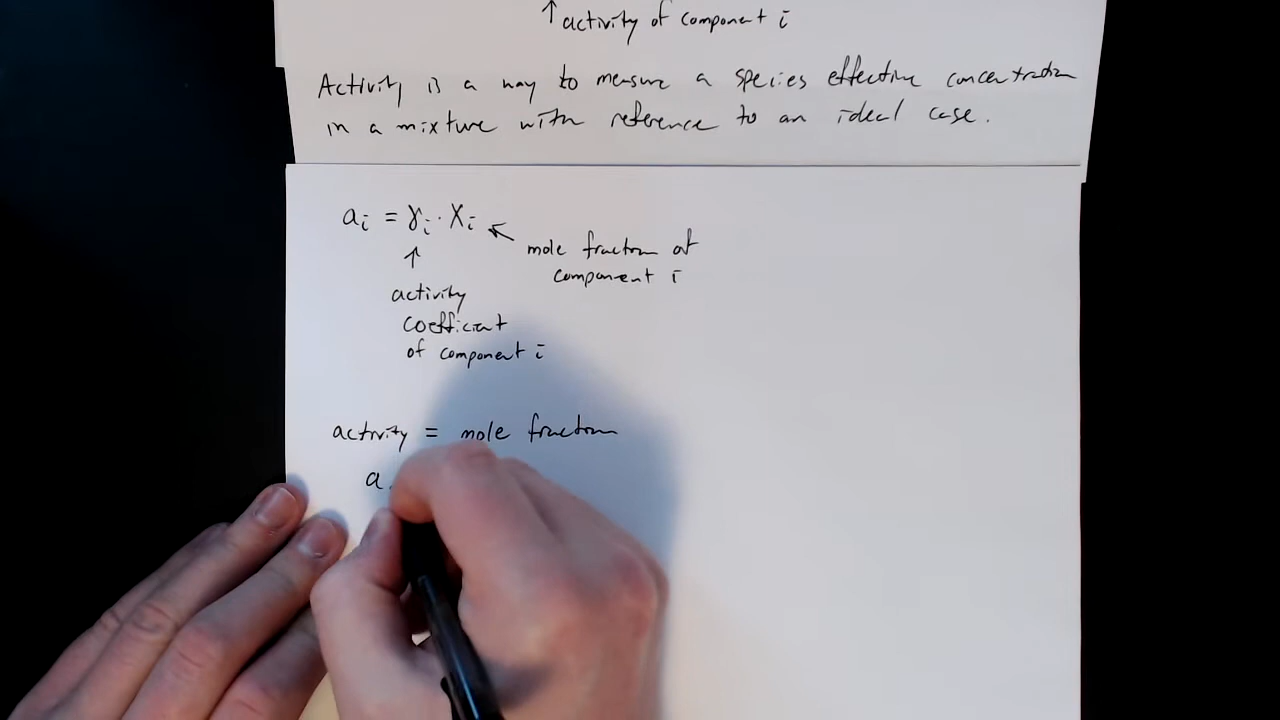 ↑ activity of component i
Activity is a way to measure a species effective concentration
in a mixture with reference to an ideal case.
aᵢ = γᵢ · Xᵢ
mole fraction of
component i
activity
coefficient
of component i
activity = mole fraction
a